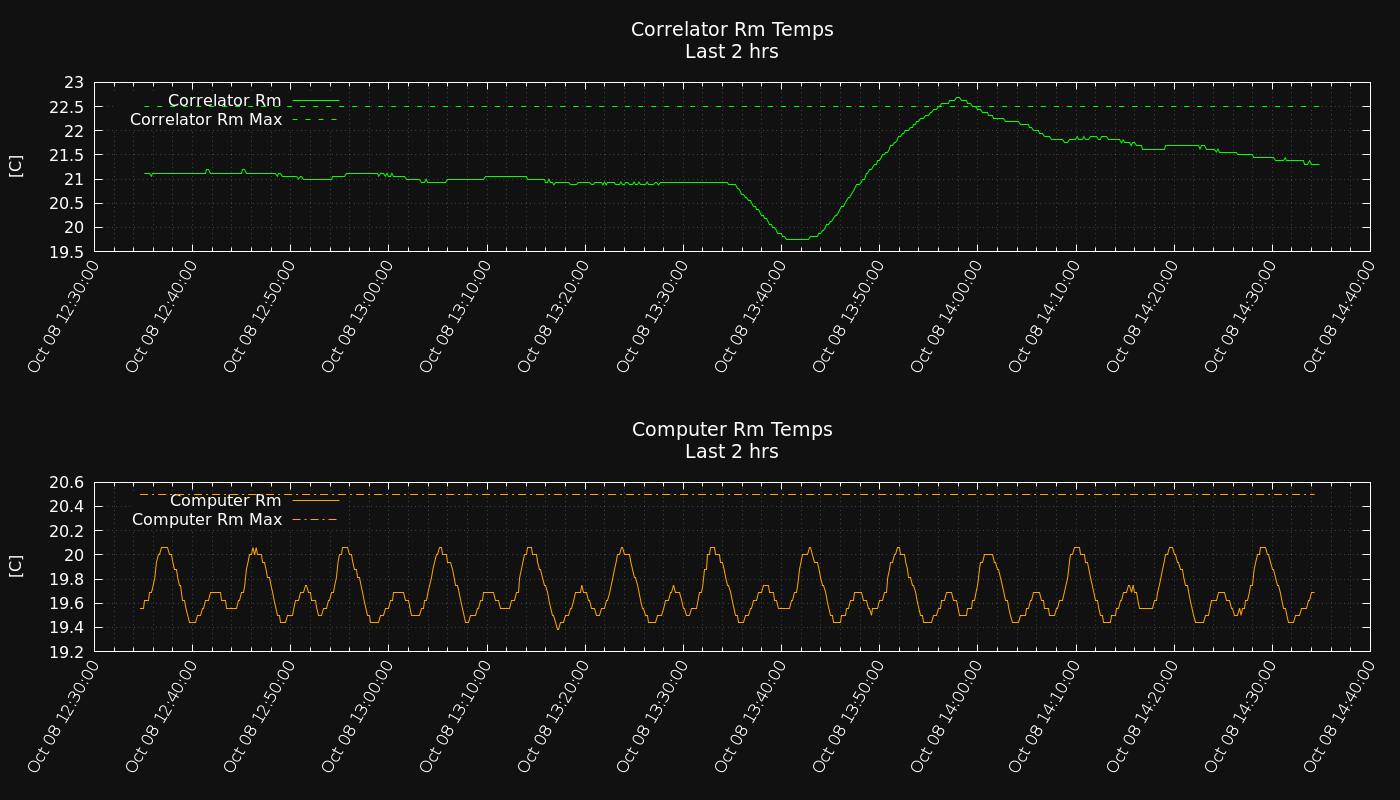 Correlator Rm Temps
Last 2 hrs
[C]
23
22.5
22
21.5
21
20.5
20
19.5
Correlator Rm
Correlator Rm Max
Oct 08 12:30:00
Oct 08 12:40:00
Oct 08 12:50:00
Oct 08 13:00:00
Oct 08 13:10:00
Oct 08 13:20:00
Oct 08 13:30:00
Oct 08 13:40:00
Oct 08 13:50:00
Oct 08 14:00:00
Oct 08 14:10:00
Oct 08 14:20:00
Oct 08 14:30:00
Oct 08 14:40:00
Computer Rm Temps
Last 2 hrs
[C]
20.6
20.4
20.2
20
19.8
19.6
19.4
19.2
Computer Rm
Computer Rm Max
Oct 08 12:30:00
Oct 08 12:40:00
Oct 08 12:50:00
Oct 08 13:00:00
Oct 08 13:10:00
Oct 08 13:20:00
Oct 08 13:30:00
Oct 08 13:40:00
Oct 08 13:50:00
Oct 08 14:00:00
Oct 08 14:10:00
Oct 08 14:20:00
Oct 08 14:30:00
Oct 08 14:40:00